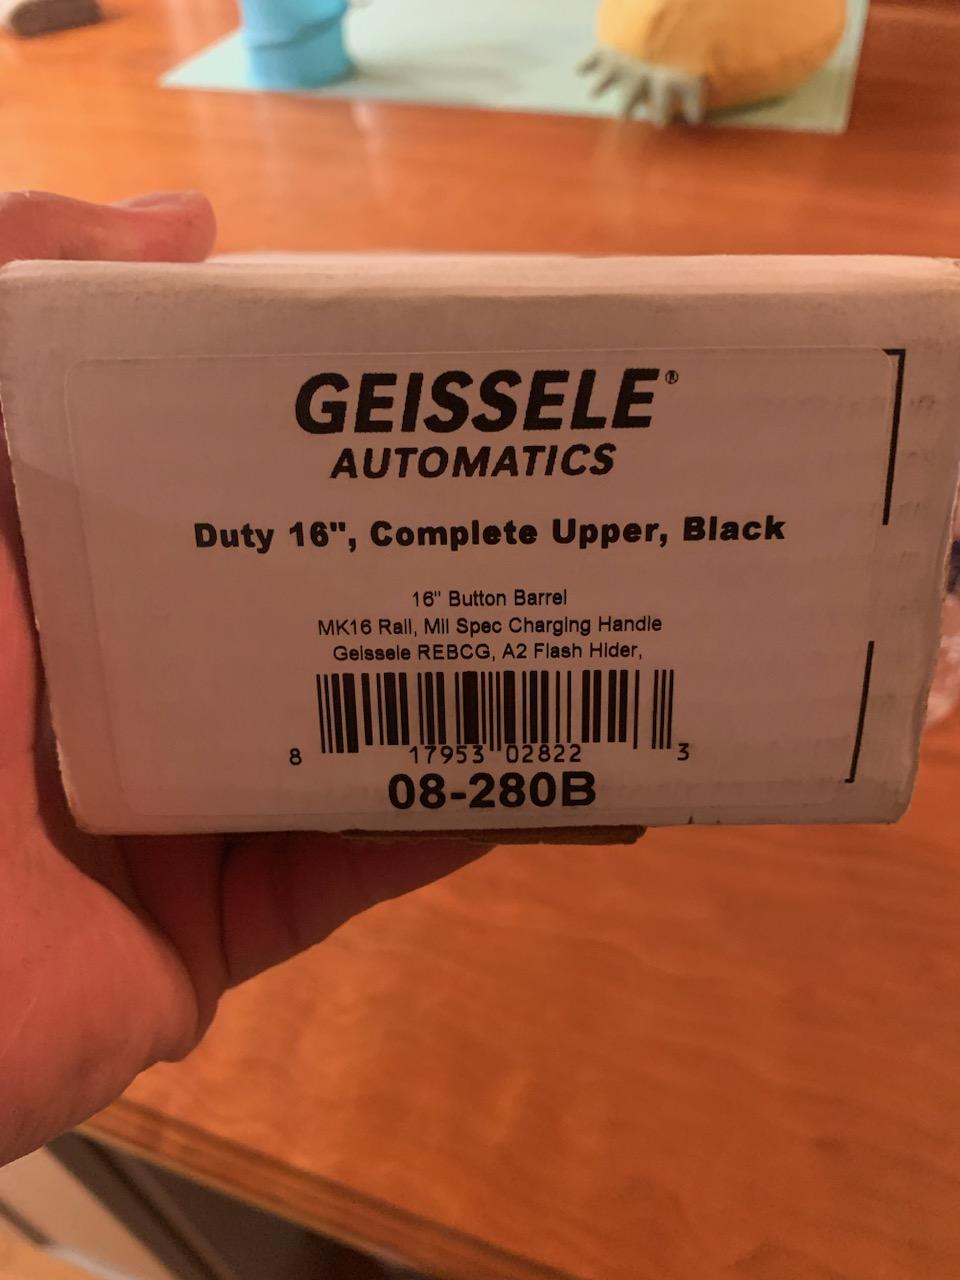 GEISSELE®
AUTOMATICS
Duty 16", Complete Upper, Black
16" Button Barrel
MK16 Rail, Mil Spec Charging Handle
Geissele REBCG, A2 Flash Hider,
8 17953 02822 3
08-280B